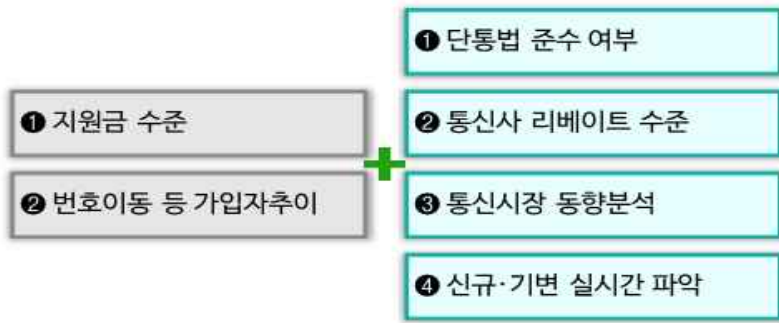 ❶ 지원금 수준
❷ 번호이동 등 가입자추이
❶ 단통법 준수 여부
❷ 통신사 리베이트 수준
❸ 통신시장 동향분석
❹ 신규·기변 실시간 파악